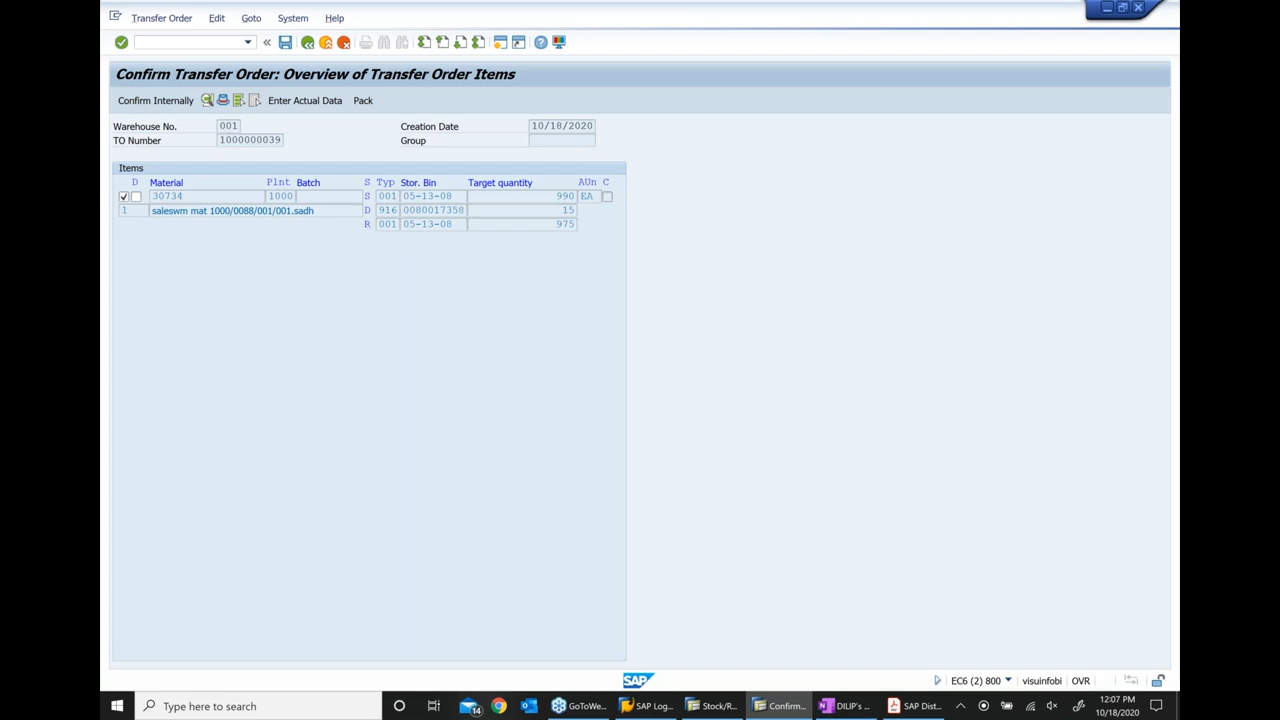 Transfer Order Edit Goto System Help
Confirm Transfer Order: Overview of Transfer Order Items
Confirm Internally Enter Actual Data Pack
Warehouse No. 001 Creation Date 10/18/2020
TO Number 1000000039 Group
Items
D Material Plnt Batch S Typ Stor. Bin Target quantity AUn C
30734 1000 S 001 05-13-08 990 EA
1 saleswm mat 1000/0088/001/001.sadh D 916 0080017358 15
R 001 05-13-08 975
SAP EC6 (2) 800 visuinfobi OVR
Type here to search 14 GoToWe... SAP Log... Stock/R... Confirm... DILIP's ... SAP Dist... 12:07 PM
10/18/2020